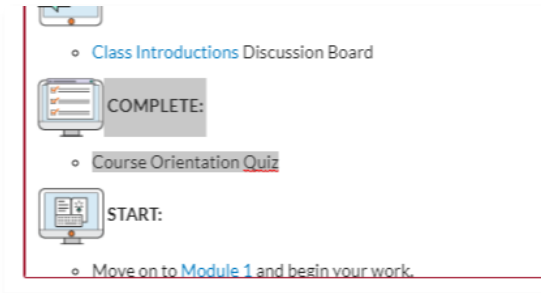 Class Introductions Discussion Board
COMPLETE:
Course Orientation Quiz
START:
Move on to Module 1 and begin your work.